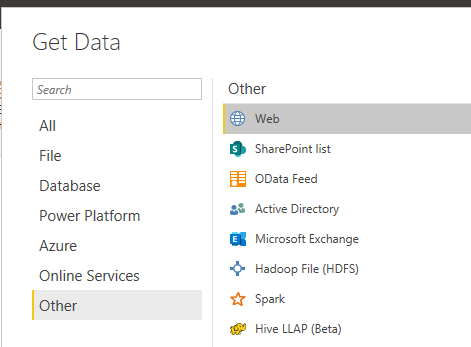 Get Data
Search
All
File
Database
Power Platform
Azure
Online Services
Other
Other
Web
SharePoint list
OData Feed
Active Directory
Microsoft Exchange
Hadoop File (HDFS)
Spark
Hive LLAP (Beta)